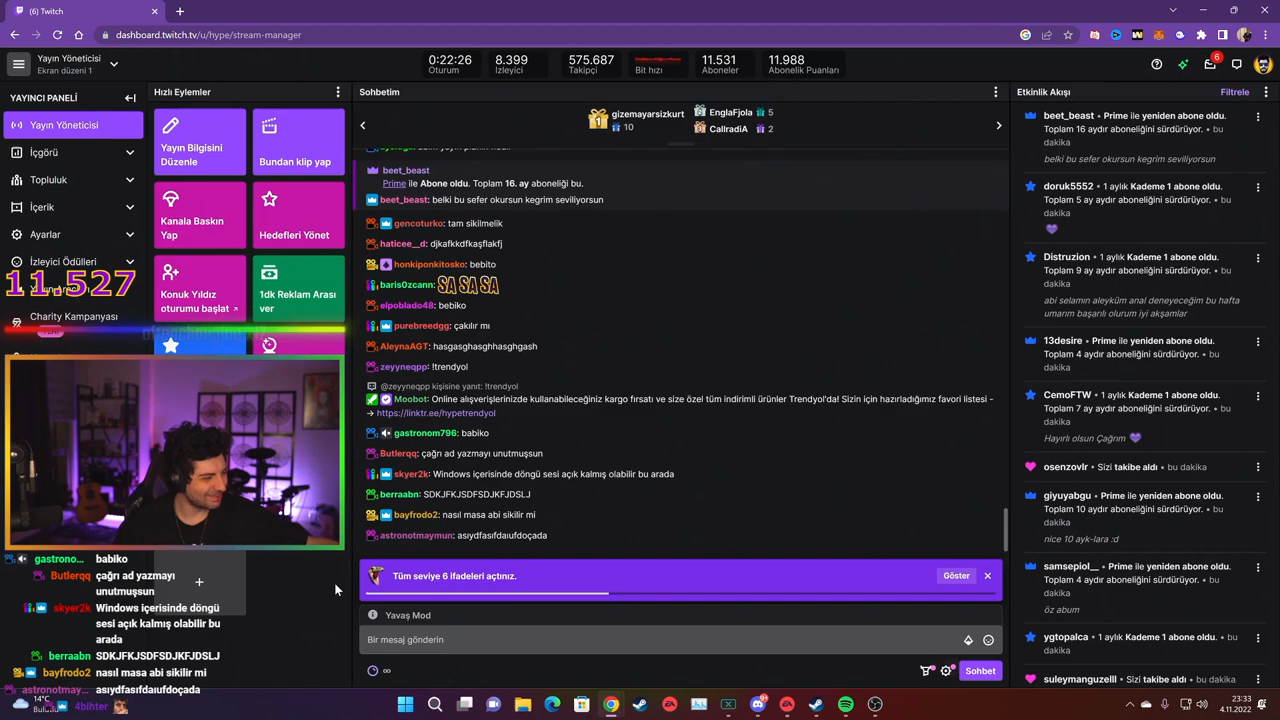 (6) Twitch
dashboard.twitch.tv/u/hype/stream-manager
Yayın Yöneticisi
Ekran düzeni 1
0:22:26
Oturum
8.399
İzleyici
575.687
Takipçi
Bit hızı
11.531
Aboneler
11.988
Abonelik Puanları
6
YAYINCI PANELİ
Yayın Yöneticisi
İçgörü
Topluluk
İçerik
Ayarlar
İzleyici Ödülleri
11.527
Charity Kampanyası
Hızlı Eylemler
Yayın Bilgisini
Düzenle
Bundan klip yap
Kanala Baskın
Yap
Hedefleri Yönet
Konuk Yıldız
oturumu başlat
1dk Reklam Arası
ver
gastrono... babiko
Butlerqq çağrı ad yazmayı
unutmuşsun
skyer2k Windows içerisinde döngü
sesi açık kalmış olabilir bu
arada
berraabn SDKJFKJSDFSDJKFJDSLJ
bayfrodo2 nasıl masa abi sikilir mi
astronotmay... asıydfasıfdaıufdoçada
4bihter
Sohbetim
gizemayarsizkurt
1
10
EnglaFjola 5
CallradiA 2
beet_beast
Prime ile Abone oldu. Toplam 16. ay aboneliği bu.
beet_beast: belki bu sefer okursun kegrim seviliyorsun
gencoturko: tam sikilmelik
haticee__d: djkafkkdfkaşflakfj
honkiponkitosko: bebito
baris0zcann: SA SA SA
elpoblado48: bebiko
purebreedgg: çakılır mı
AleynaAGT: hasgasghasghhasghgash
zeyyneqpp: !trendyol
@zeyyneqpp kişisine yanıt: !trendyol
Moobot: Online alışverişlerinizde kullanabileceğiniz kargo fırsatı ve size özel tüm indirimli ürünler Trendyol'da! Sizin için hazırladığımız favori listesi -
→ https://linktr.ee/hypetrendyol
gastronom796: babiko
Butlerqq: çağrı ad yazmayı unutmuşsun
skyer2k: Windows içerisinde döngü sesi açık kalmış olabilir bu arada
berraabn: SDKJFKJSDFSDJKFJDSLJ
bayfrodo2: nasıl masa abi sikilir mi
astronotmaymun: asıydfasıfdaıufdoçada
Tüm seviye 6 ifadeleri açtınız.
Göster
Yavaş Mod
Bir mesaj gönderin
Sohbet
Etkinlik Akışı
Filtrele
beet_beast • Prime ile yeniden abone oldu.
Toplam 16 aydır aboneliğini sürdürüyor. • bu
dakika
belki bu sefer okursun kegrim seviliyorsun
doruk5552 • 1 aylık Kademe 1 abone oldu.
Toplam 5 ay aydır aboneliğini sürdürüyor. • bu
dakika
Distruzion • 1 aylık Kademe 1 abone oldu.
Toplam 9 ay aydır aboneliğini sürdürüyor. • bu
dakika
abi selamın aleyküm anal deneyeceğim bu hafta
umarım başarılı olurum iyi akşamlar
13desire • Prime ile yeniden abone oldu.
Toplam 4 aydır aboneliğini sürdürüyor. • bu
dakika
CemoFTW • 1 aylık Kademe 1 abone oldu.
Toplam 7 ay aydır aboneliğini sürdürüyor. • bu
dakika
Hayırlı olsun Çağrım
osenzovlr • Sizi takibe aldı • bu dakika
giyuyabgu • Prime ile yeniden abone oldu.
Toplam 10 aydır aboneliğini sürdürüyor. • bu
dakika
nice 10 ayk-lara :d
samsepiol__ • Prime ile yeniden abone oldu.
Toplam 4 aydır aboneliğini sürdürüyor. • bu
dakika
öz abum
ygtopalca • 1 aylık Kademe 1 abone oldu. • bu
dakika
suleymanguzelll • Sizi takibe aldı • bu dakika
14°C
23:33
4.11.2022